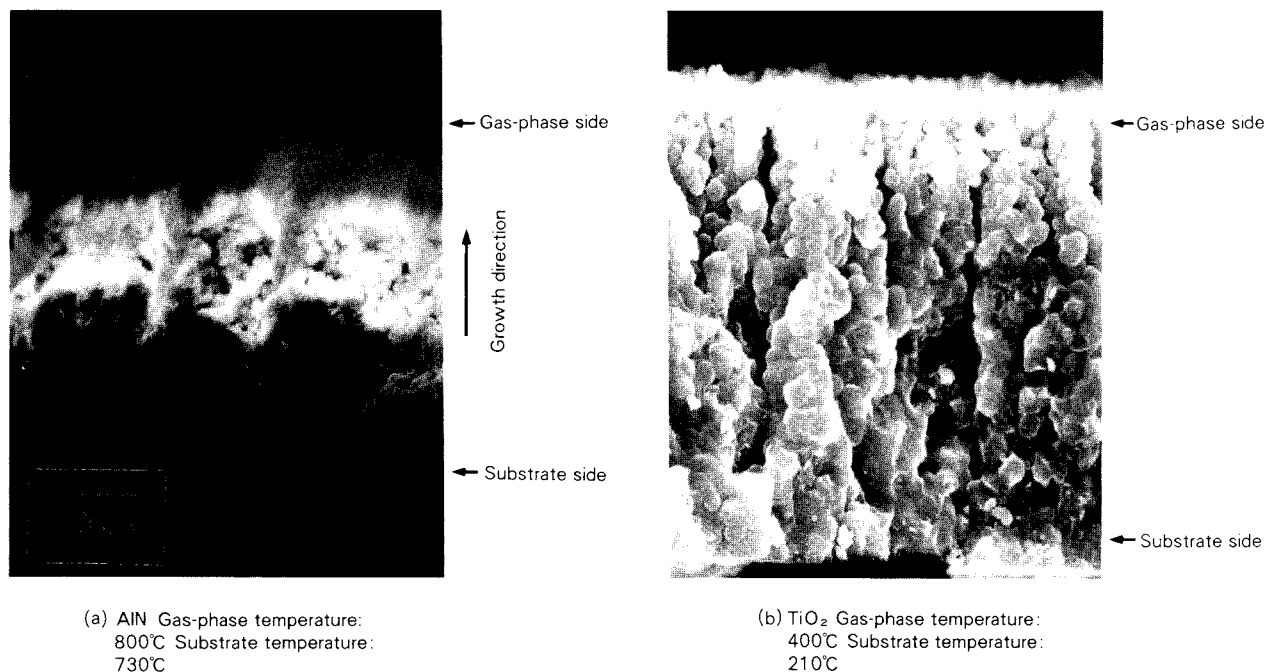 Gas-phase side
Growth direction
Substrate side
Gas-phase side
Substrate side
(a) AlN Gas-phase temperature:
800℃ Substrate temperature:
730℃
(b) TiO₂ Gas-phase temperature:
400℃ Substrate temperature:
210℃